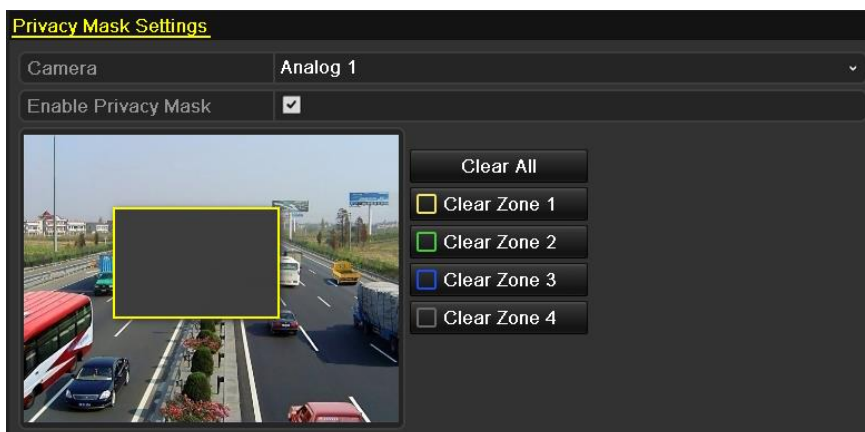 Privacy Mask Settings
Camera Analog 1
Enable Privacy Mask
Clear All
Clear Zone 1
Clear Zone 2
Clear Zone 3
Clear Zone 4